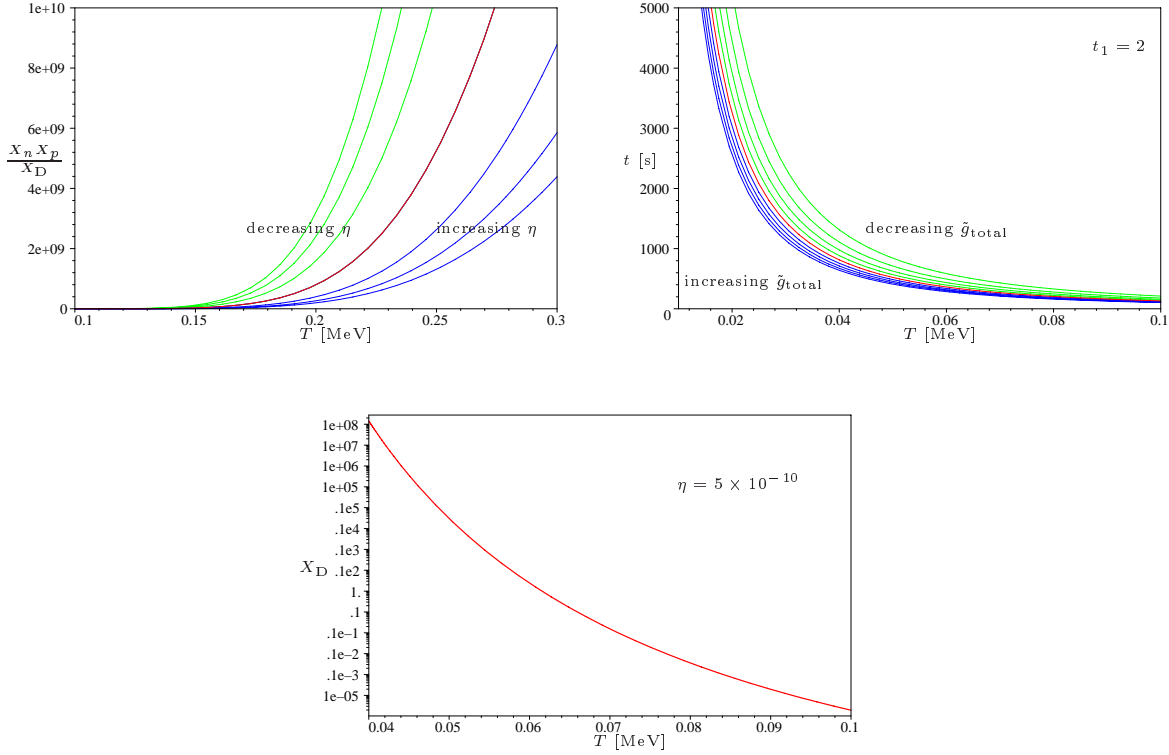 1e+10
8e+09
6e+09
4e+09
2e+09
0
X_n X_p
X_D
decreasing η
increasing η
0.1 0.15 0.2 0.25 0.3
T [MeV]
5000
4000
3000
2000
1000
0
t [s]
t_1 = 2
decreasing g̃_total
increasing g̃_total
0.02 0.04 0.06 0.08 0.1
T [MeV]
1e+08
1e+07
1e+06
1e+05
.1e5
.1e4
.1e3
.1e2
1.
.1
.1e–1
.1e–2
1e–3
1e–05
X_D
η = 5 × 10^{−10}
0.04 0.05 0.06 0.07 0.08 0.09 0.1
T [MeV]